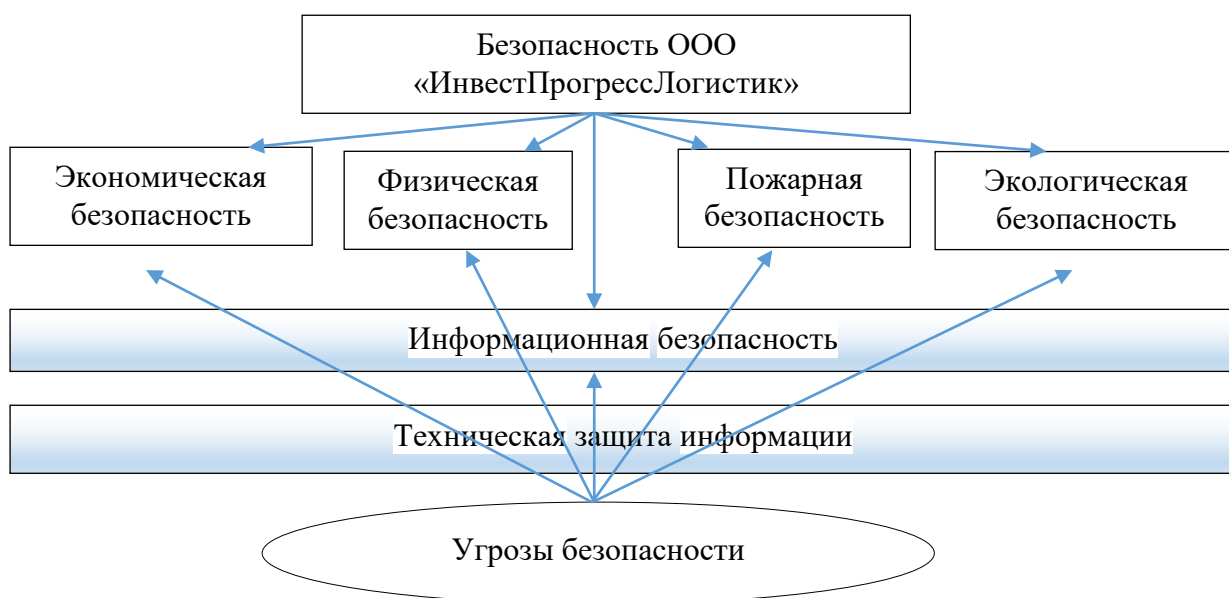 Безопасность ООО
«ИнвестПрогрессЛогистик»
Экономическая
безопасность
Физическая
безопасность
Пожарная
безопасность
Экологическая
безопасность
Информационная безопасность
Техническая защита информации
Угрозы безопасности